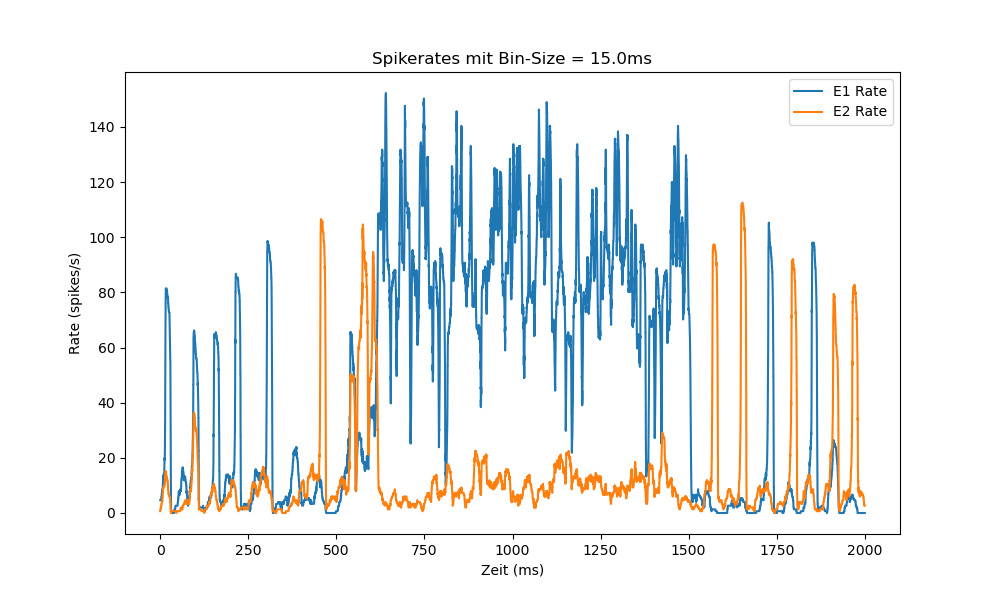 Spikerates mit Bin-Size = 15.0ms
E1 Rate
E2 Rate
Rate (spikes/s)
140
120
100
80
60
40
20
0
0 250 500 750 1000 1250 1500 1750 2000
Zeit (ms)